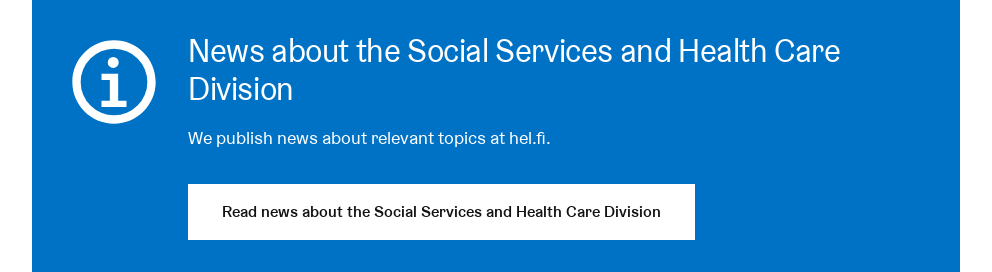 News about the Social Services and Health Care
Division
We publish news about relevant topics at hel.fi.
Read news about the Social Services and Health Care Division